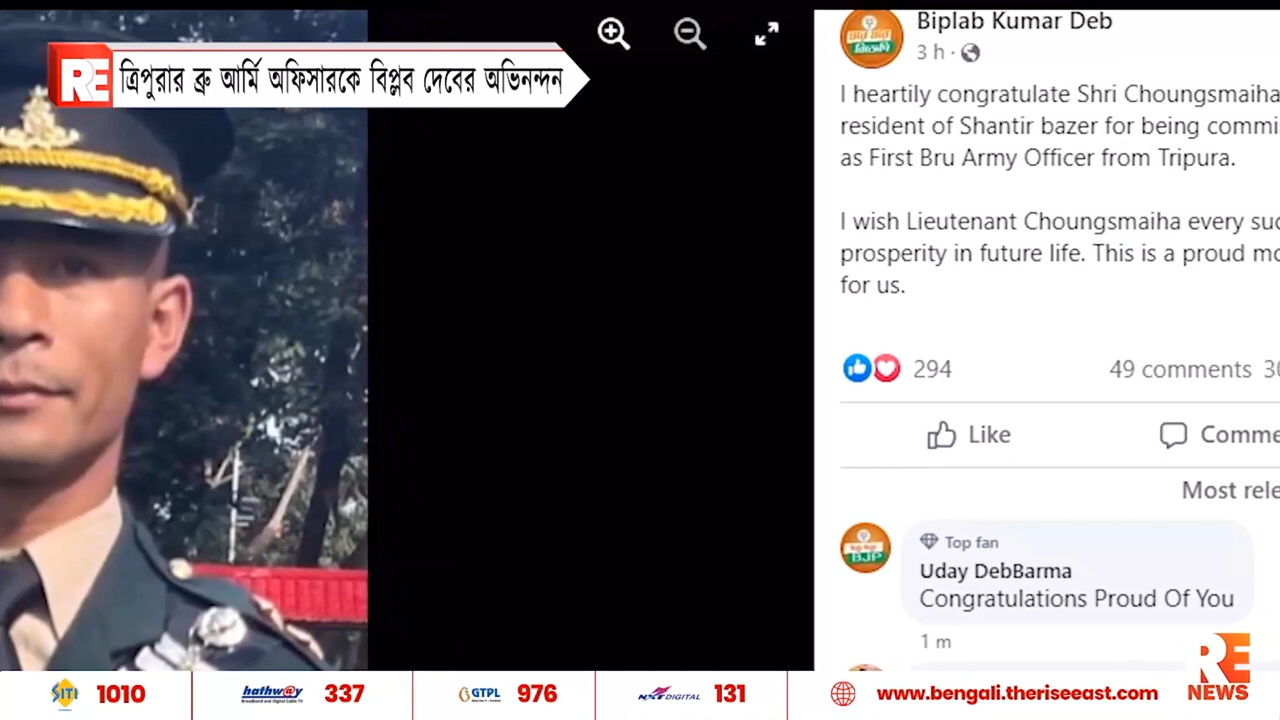 RE
ত্রিপুরার ব্রু আর্মি অফিসারকে বিপ্লব দেবের অভিনন্দন
Biplab Kumar Deb
3 h
I heartily congratulate Shri Choungsmaiha
resident of Shantir bazer for being commi
as First Bru Army Officer from Tripura.
I wish Lieutenant Choungsmaiha every suc
prosperity in future life. This is a proud mo
for us.
294
49 comments 30
Like
Comme
Most rele
BJP
Top fan
Uday DebBarma
Congratulations Proud Of You
1 m
RE
NEWS
SITI 1010
hathway 337
GTPL 976
NXT DIGITAL 131
www.bengali.theriseeast.com